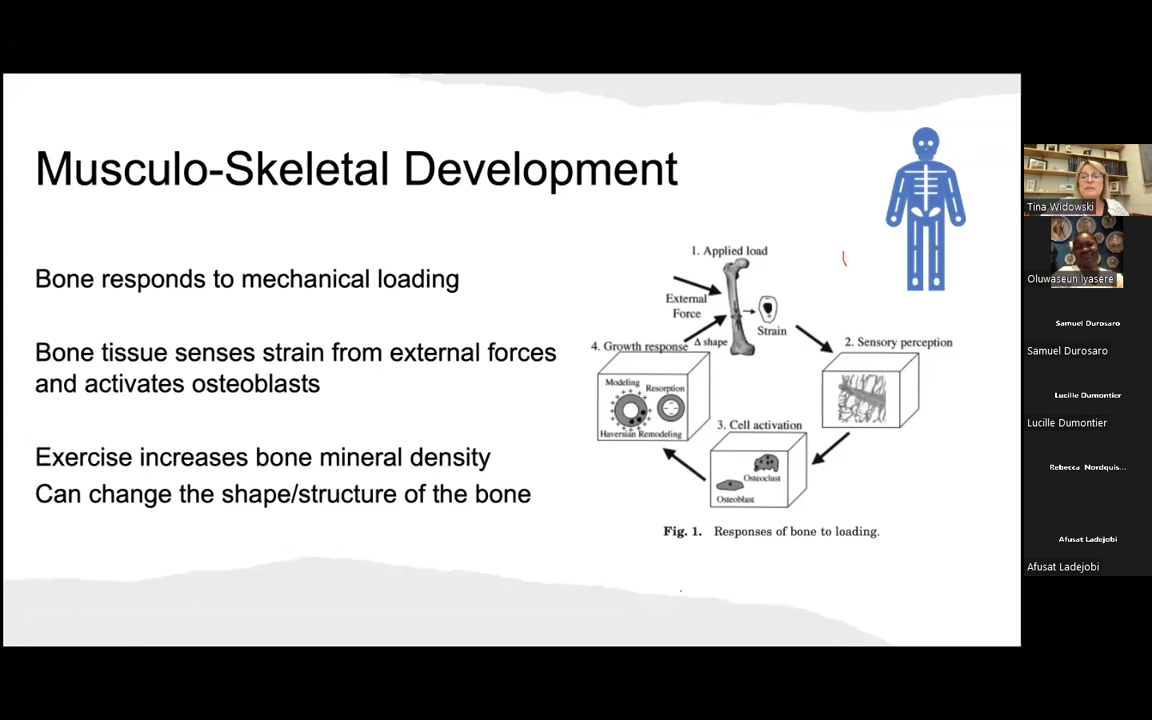 Musculo-Skeletal Development
Bone responds to mechanical loading
Bone tissue senses strain from external forces
and activates osteoblasts
Exercise increases bone mineral density
Can change the shape/structure of the bone
1. Applied load
External
Force
Strain
2. Sensory perception
4. Growth response
Δ shape
Modeling
Resorption
Haversian Remodeling
3. Cell activation
Osteoclast
Osteoblast
Fig. 1. Responses of bone to loading.
Tina Widowski
Oluwaseun Iyasere
Samuel Durosaro
Samuel Durosaro
Lucille Dumontier
Lucille Dumontier
Rebecca Nordquis...
Afusat Ladejobi
Afusat Ladejobi